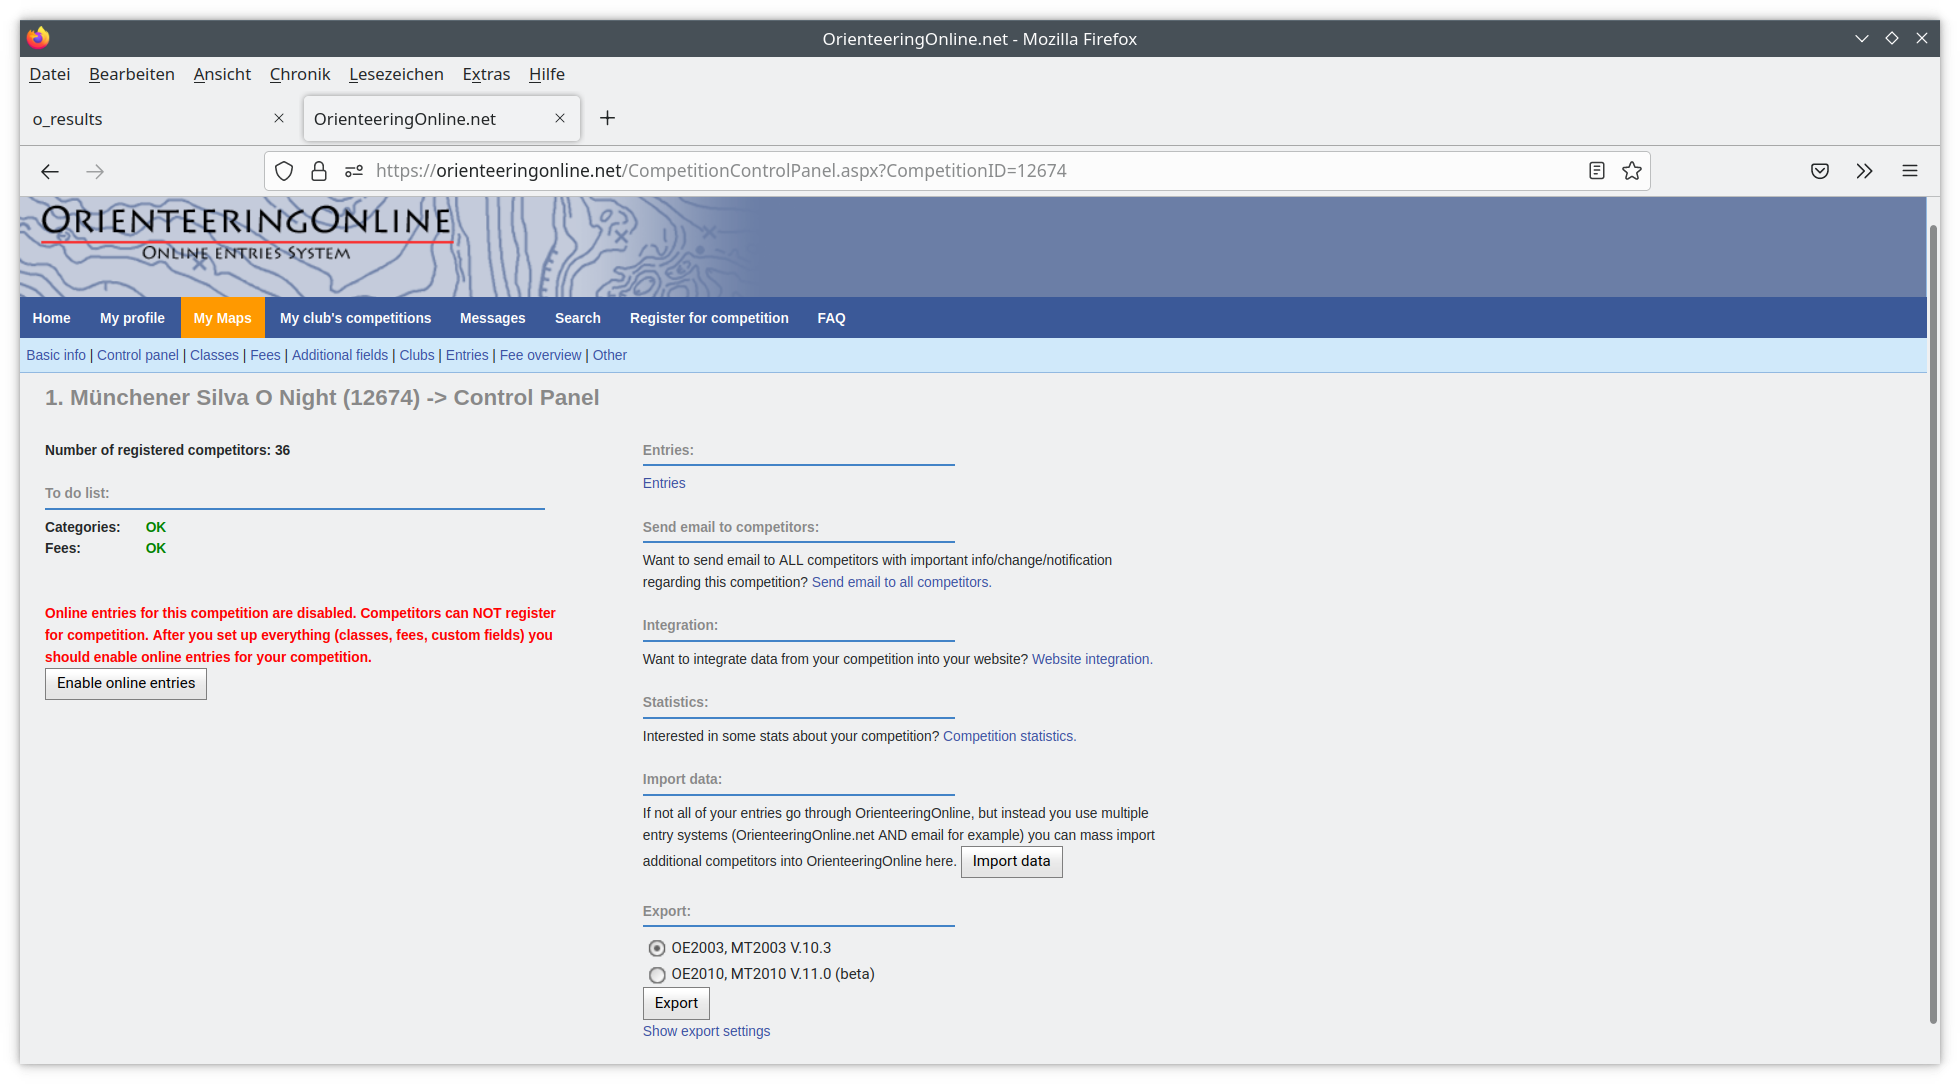 OrienteeringOnline.net - Mozilla Firefox
Datei Bearbeiten Ansicht Chronik Lesezeichen Extras Hilfe
o_results
OrienteeringOnline.net
https://orienteeringonline.net/CompetitionControlPanel.aspx?CompetitionID=12674
ORIENTEERINGONLINE
ONLINE ENTRIES SYSTEM
Home My profile My Maps My club's competitions Messages Search Register for competition FAQ
Basic info | Control panel | Classes | Fees | Additional fields | Clubs | Entries | Fee overview | Other
1. Münchener Silva O Night (12674) -> Control Panel
Number of registered competitors: 36
To do list:
Categories: OK
Fees: OK
Online entries for this competition are disabled. Competitors can NOT register
for competition. After you set up everything (classes, fees, custom fields) you
should enable online entries for your competition.
Enable online entries
Entries:
Entries
Send email to competitors:
Want to send email to ALL competitors with important info/change/notification
regarding this competition? Send email to all competitors.
Integration:
Want to integrate data from your competition into your website? Website integration.
Statistics:
Interested in some stats about your competition? Competition statistics.
Import data:
If not all of your entries go through OrienteeringOnline, but instead you use multiple
entry systems (OrienteeringOnline.net AND email for example) you can mass import
additional competitors into OrienteeringOnline here. Import data
Export:
OE2003, MT2003 V.10.3
OE2010, MT2010 V.11.0 (beta)
Export
Show export settings